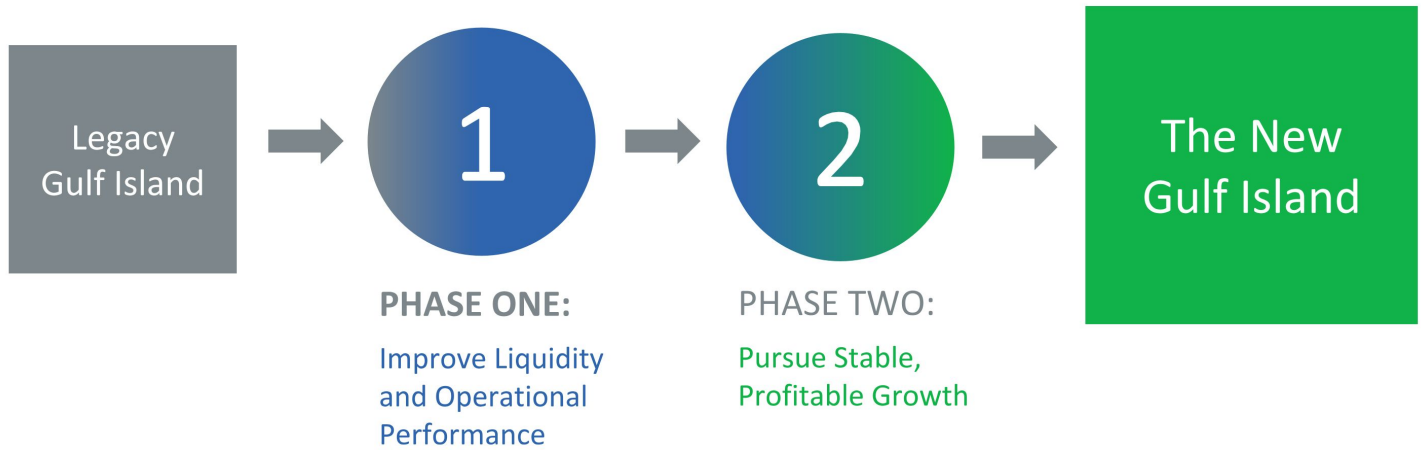 Legacy
Gulf Island
1
PHASE ONE:
Improve Liquidity
and Operational
Performance
2
PHASE TWO:
Pursue Stable,
Profitable Growth
The New
Gulf Island